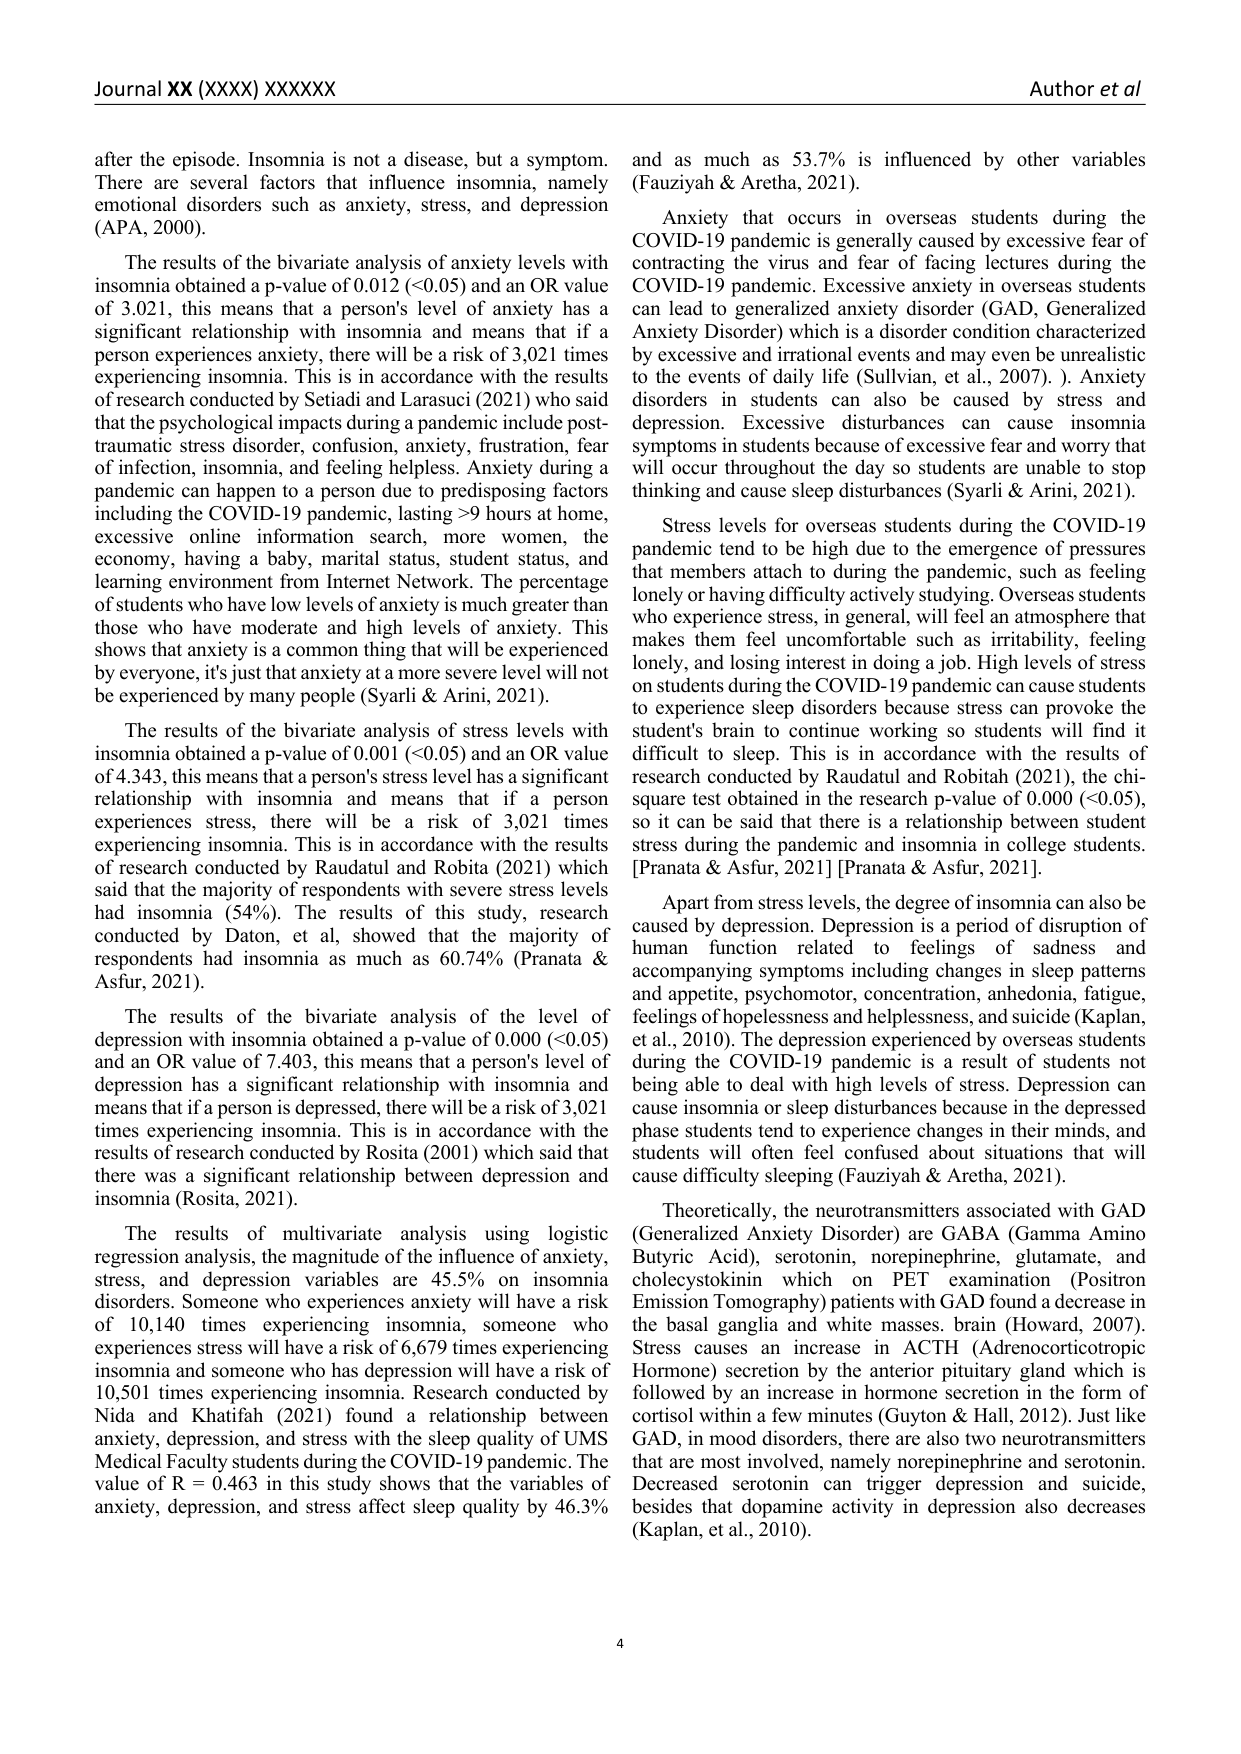 Journal XX (XXXX) XXXXXX
Author et al
after the episode. Insomnia is not a disease, but a symptom.
There are several factors that influence insomnia, namely
emotional disorders such as anxiety, stress, and depression
(APA, 2000).
The results of the bivariate analysis of anxiety levels with
insomnia obtained a p-value of 0.012 (<0.05) and an OR value
of 3.021, this means that a person's level of anxiety has a
significant relationship with insomnia and means that if a
person experiences anxiety, there will be a risk of 3,021 times
experiencing insomnia. This is in accordance with the results
of research conducted by Setiadi and Larasuci (2021) who said
that the psychological impacts during a pandemic include post-
traumatic stress disorder, confusion, anxiety, frustration, fear
of infection, insomnia, and feeling helpless. Anxiety during a
pandemic can happen to a person due to predisposing factors
including the COVID-19 pandemic, lasting >9 hours at home,
excessive online information search, more women, the
economy, having a baby, marital status, student status, and
learning environment from Internet Network. The percentage
of students who have low levels of anxiety is much greater than
those who have moderate and high levels of anxiety. This
shows that anxiety is a common thing that will be experienced
by everyone, it's just that anxiety at a more severe level will not
be experienced by many people (Syarli & Arini, 2021).
The results of the bivariate analysis of stress levels with
insomnia obtained a p-value of 0.001 (<0.05) and an OR value
of 4.343, this means that a person's stress level has a significant
relationship with insomnia and means that if a person
experiences stress, there will be a risk of 3,021 times
experiencing insomnia. This is in accordance with the results
of research conducted by Raudatul and Robita (2021) which
said that the majority of respondents with severe stress levels
had insomnia (54%). The results of this study, research
conducted by Daton, et al, showed that the majority of
respondents had insomnia as much as 60.74% (Pranata &
Asfur, 2021).
The results of the bivariate analysis of the level of
depression with insomnia obtained a p-value of 0.000 (<0.05)
and an OR value of 7.403, this means that a person's level of
depression has a significant relationship with insomnia and
means that if a person is depressed, there will be a risk of 3,021
times experiencing insomnia. This is in accordance with the
results of research conducted by Rosita (2001) which said that
there was a significant relationship between depression and
insomnia (Rosita, 2021).
The results of multivariate analysis using logistic
regression analysis, the magnitude of the influence of anxiety,
stress, and depression variables are 45.5% on insomnia
disorders. Someone who experiences anxiety will have a risk
of 10,140 times experiencing insomnia, someone who
experiences stress will have a risk of 6,679 times experiencing
insomnia and someone who has depression will have a risk of
10,501 times experiencing insomnia. Research conducted by
Nida and Khatifah (2021) found a relationship between
anxiety, depression, and stress with the sleep quality of UMS
Medical Faculty students during the COVID-19 pandemic. The
value of R = 0.463 in this study shows that the variables of
anxiety, depression, and stress affect sleep quality by 46.3%
and as much as 53.7% is influenced by other variables
(Fauziyah & Aretha, 2021).
Anxiety that occurs in overseas students during the
COVID-19 pandemic is generally caused by excessive fear of
contracting the virus and fear of facing lectures during the
COVID-19 pandemic. Excessive anxiety in overseas students
can lead to generalized anxiety disorder (GAD, Generalized
Anxiety Disorder) which is a disorder condition characterized
by excessive and irrational events and may even be unrealistic
to the events of daily life (Sullvian, et al., 2007). ). Anxiety
disorders in students can also be caused by stress and
depression. Excessive disturbances can cause insomnia
symptoms in students because of excessive fear and worry that
will occur throughout the day so students are unable to stop
thinking and cause sleep disturbances (Syarli & Arini, 2021).
Stress levels for overseas students during the COVID-19
pandemic tend to be high due to the emergence of pressures
that members attach to during the pandemic, such as feeling
lonely or having difficulty actively studying. Overseas students
who experience stress, in general, will feel an atmosphere that
makes them feel uncomfortable such as irritability, feeling
lonely, and losing interest in doing a job. High levels of stress
on students during the COVID-19 pandemic can cause students
to experience sleep disorders because stress can provoke the
student's brain to continue working so students will find it
difficult to sleep. This is in accordance with the results of
research conducted by Raudatul and Robitah (2021), the chi-
square test obtained in the research p-value of 0.000 (<0.05),
so it can be said that there is a relationship between student
stress during the pandemic and insomnia in college students.
[Pranata & Asfur, 2021] [Pranata & Asfur, 2021].
Apart from stress levels, the degree of insomnia can also be
caused by depression. Depression is a period of disruption of
human function related to feelings of sadness and
accompanying symptoms including changes in sleep patterns
and appetite, psychomotor, concentration, anhedonia, fatigue,
feelings of hopelessness and helplessness, and suicide (Kaplan,
et al., 2010). The depression experienced by overseas students
during the COVID-19 pandemic is a result of students not
being able to deal with high levels of stress. Depression can
cause insomnia or sleep disturbances because in the depressed
phase students tend to experience changes in their minds, and
students will often feel confused about situations that will
cause difficulty sleeping (Fauziyah & Aretha, 2021).
Theoretically, the neurotransmitters associated with GAD
(Generalized Anxiety Disorder) are GABA (Gamma Amino
Butyric Acid), serotonin, norepinephrine, glutamate, and
cholecystokinin which on PET examination (Positron
Emission Tomography) patients with GAD found a decrease in
the basal ganglia and white masses. brain (Howard, 2007).
Stress causes an increase in ACTH (Adrenocorticotropic
Hormone) secretion by the anterior pituitary gland which is
followed by an increase in hormone secretion in the form of
cortisol within a few minutes (Guyton & Hall, 2012). Just like
GAD, in mood disorders, there are also two neurotransmitters
that are most involved, namely norepinephrine and serotonin.
Decreased serotonin can trigger depression and suicide,
besides that dopamine activity in depression also decreases
(Kaplan, et al., 2010).
4